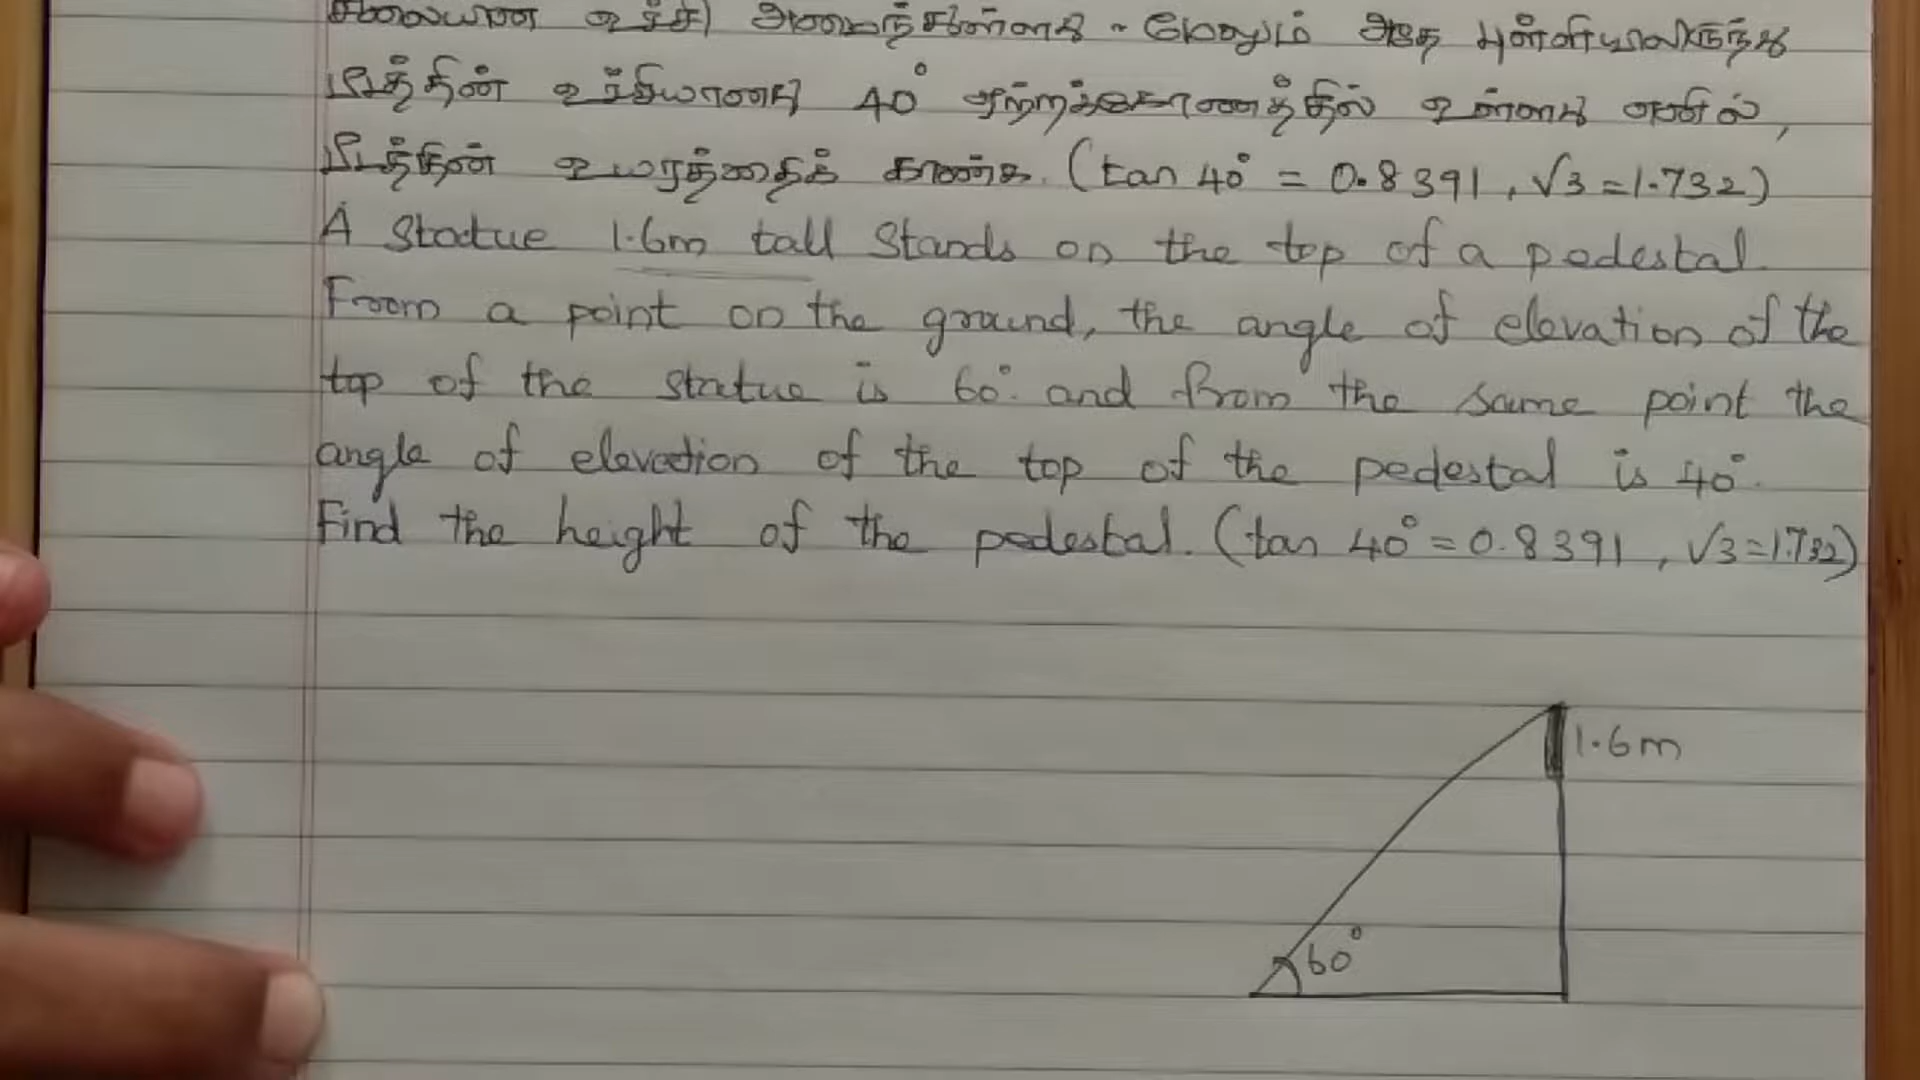 சிலையின் உச்சி அமைந்துள்ளது. மேலும் அதே புள்ளியிலிருந்து
பீடத்தின் உச்சியானது 40° ஏற்றக்கோணத்தில் உள்ளது எனில்,
பீடத்தின் உயரத்தைக் காண்க. (tan 40° = 0.8391, √3 = 1.732)
A Statue 1.6m tall Stands on the top of a pedestal.
From a point on the ground, the angle of elevation of the
top of the statue is 60° and from the same point the
angle of elevation of the top of the pedestal is 40°.
Find the height of the pedestal. (tan 40° = 0.8391, √3 = 1.732)
1.6m
60°